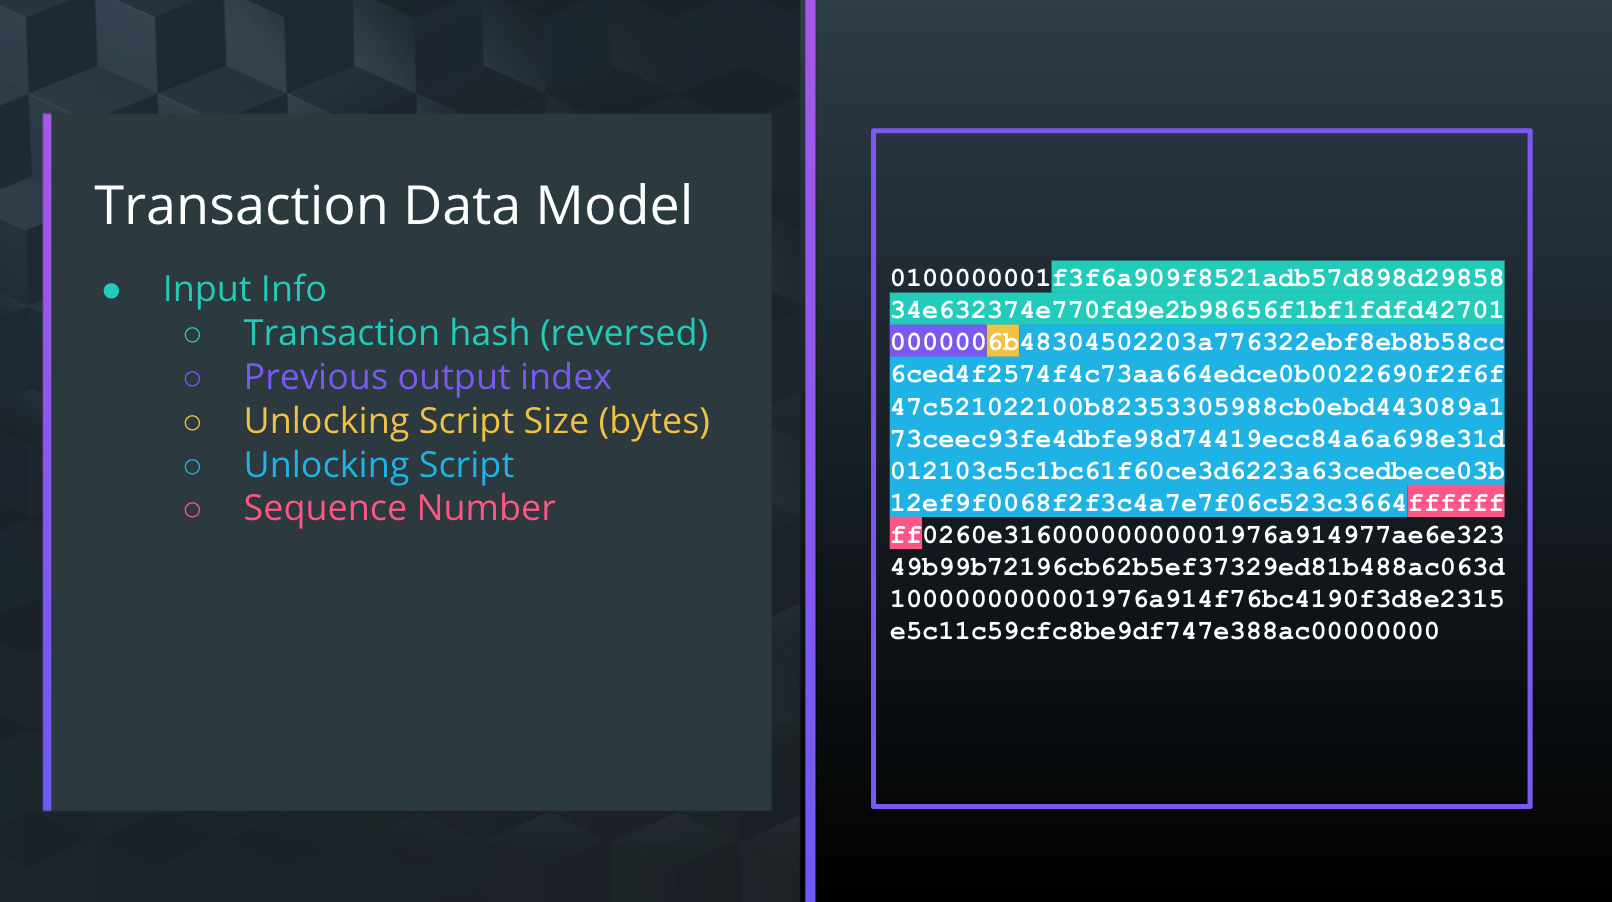 Transaction Data Model
● Input Info
○ Transaction hash (reversed)
○ Previous output index
○ Unlocking Script Size (bytes)
○ Unlocking Script
○ Sequence Number
0100000001f3f6a909f8521adb57d898d29858
34e632374e770fd9e2b98656f1bf1fdfd42701
0000006b48304502203a776322ebf8eb8b58cc
6ced4f2574f4c73aa664edce0b0022690f2f6f
47c521022100b82353305988cb0ebd443089a1
73ceec93fe4dbfe98d74419ecc84a6a698e31d
012103c5c1bc61f60ce3d6223a63cedbece03b
12ef9f0068f2f3c4a7e7f06c523c3664ffffff
ff0260e31600000000001976a914977ae6e323
49b99b72196cb62b5ef37329ed81b488ac063d
1000000000001976a914f76bc4190f3d8e2315
e5c11c59cfc8be9df747e388ac00000000